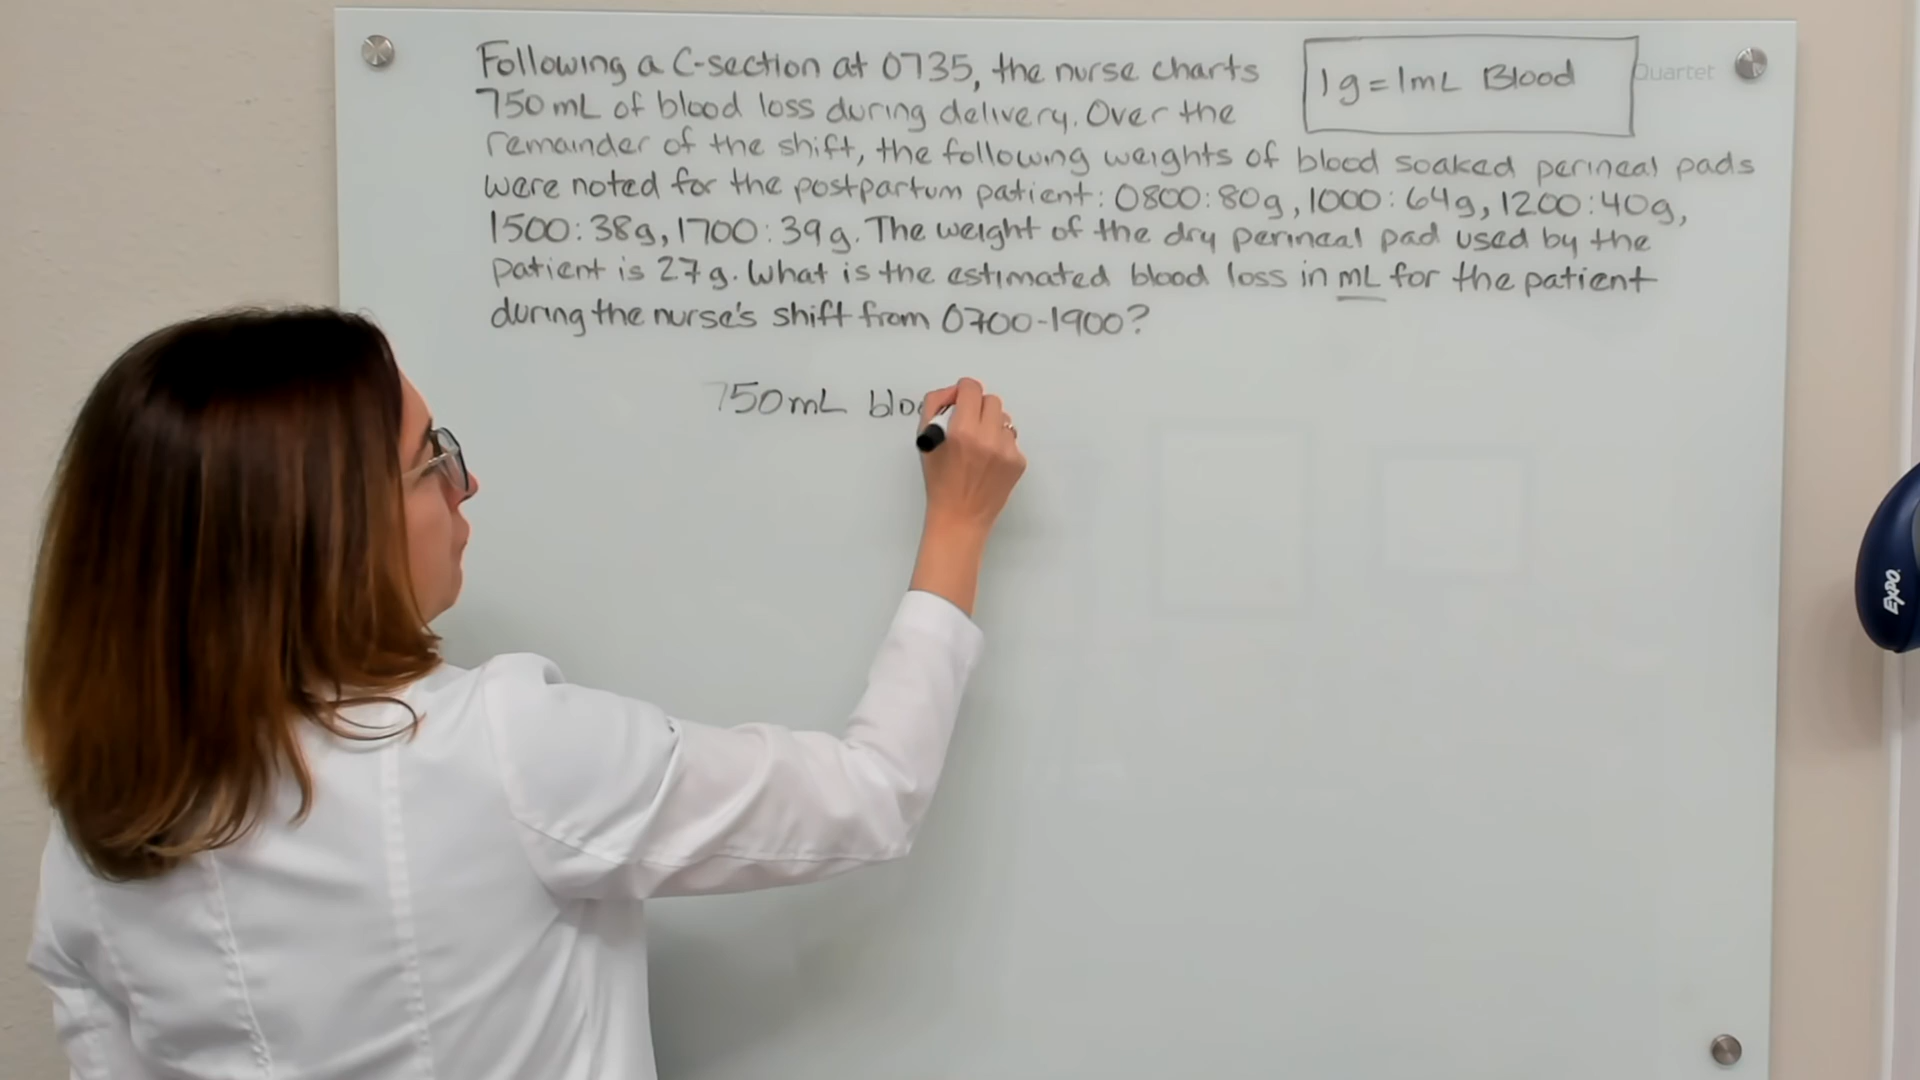 Following a C-section at 0735, the nurse charts
750 mL of blood loss during delivery. Over the
remainder of the shift, the following weights of blood soaked perineal pads
were noted for the postpartum patient: 0800:80g, 1000:64g, 1200:40g,
1500:38g, 1700:39g. The weight of the dry perineal pad used by the
patient is 27g. What is the estimated blood loss in mL for the patient
during the nurse's shift from 0700-1900?
1g=1mL Blood
Quartet
750mL bloo
EXPO